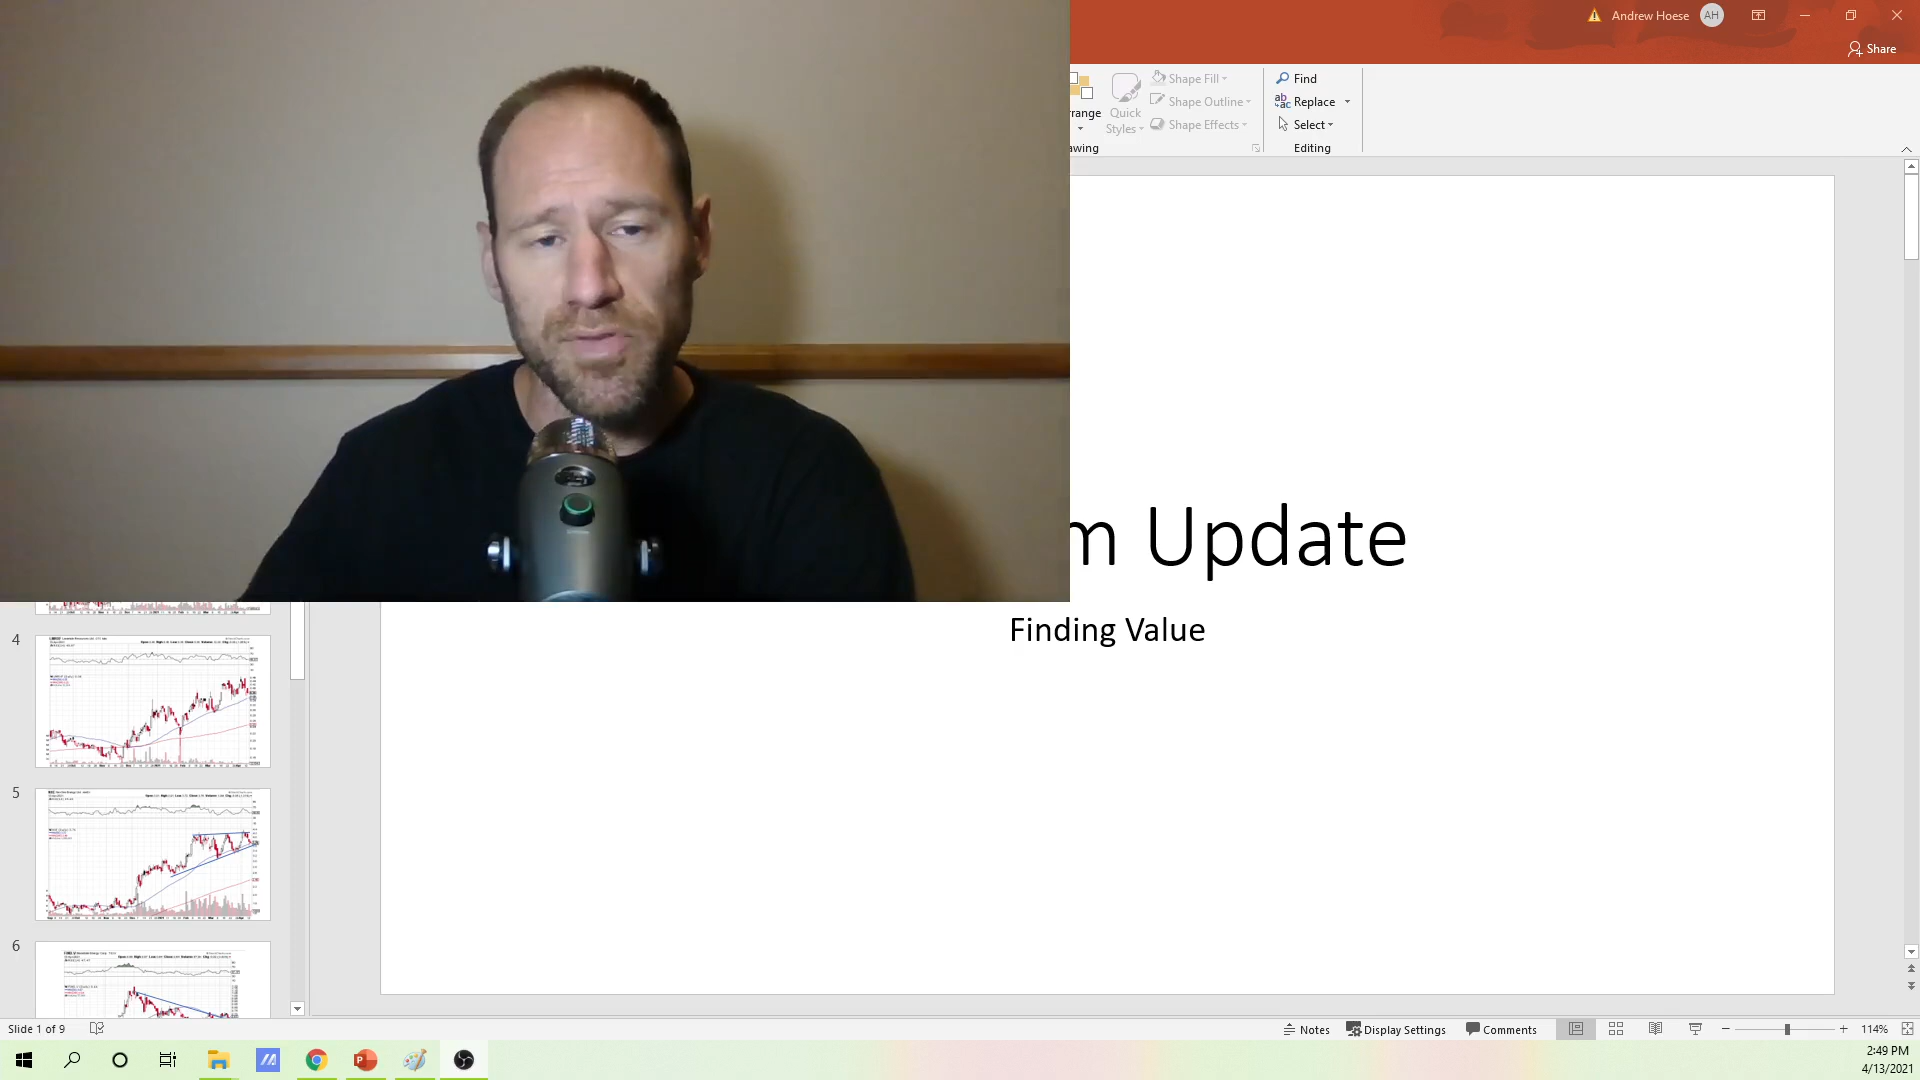 Andrew Hoese AH
Share
Shape Fill
Find
rrange
Quick
Shape Outline
Replace
Styles
Shape Effects
Select
awing
Editing
m Update
Finding Value
4
5
6
Slide 1 of 9
Notes
Display Settings
Comments
114%
2:49 PM
4/13/2021